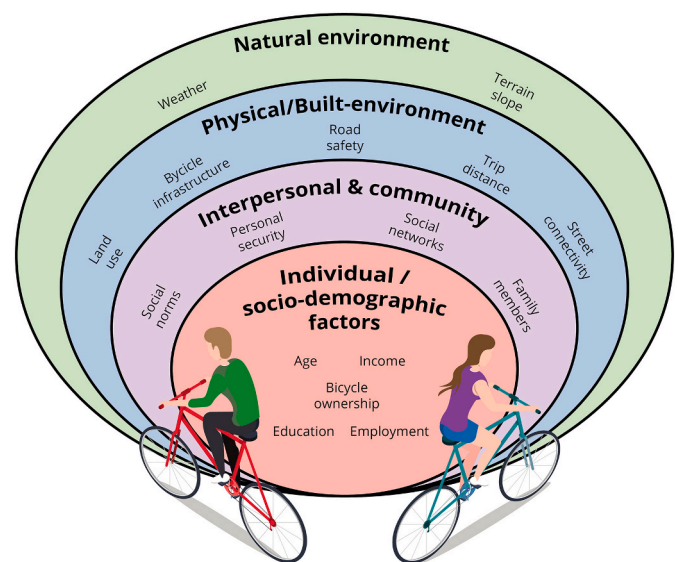 Natural environment
Weather
Terrain
slope
Physical/Built-environment
Road
safety
Bycicle
infrastructure
Trip
distance
Land
use
Street
connectivity
Interpersonal & community
Personal
security
Social
networks
Social
norms
Family
members
Individual /
socio-demographic
factors
Age
Income
Bicycle
ownership
Education
Employment